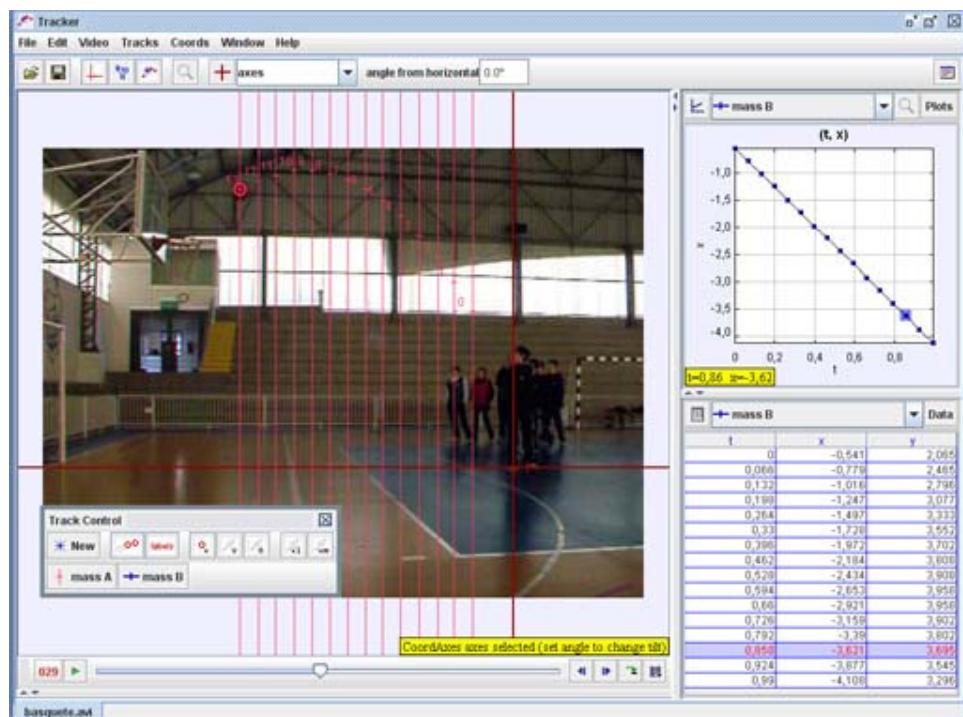 Tracker
File Edit Video Tracks Coords Window Help
axes angle from horizontal 0.0°
mass B Plots
(t, x)
-1,0
-1,5
-2,0
x
-2,5
-3,0
-3,5
-4,0
0 0,2 0,4 0,6 0,8
t
t=0,86 x=-3,62
mass B Data
t x y
0 -0,541 2,065
0,066 -0,779 2,465
0,132 -1,016 2,796
0,198 -1,247 3,077
0,264 -1,497 3,333
0,33 -1,728 3,552
0,396 -1,972 3,702
0,462 -2,184 3,808
0,528 -2,434 3,908
0,594 -2,653 3,958
0,66 -2,921 3,958
0,726 -3,159 3,902
0,792 -3,39 3,802
0,858 -3,621 3,695
0,924 -3,877 3,545
0,99 -4,108 3,296
0
Track Control
New labels
mass A mass B
CoordAxes axes selected (set angle to change tilt)
029
basquete.avi